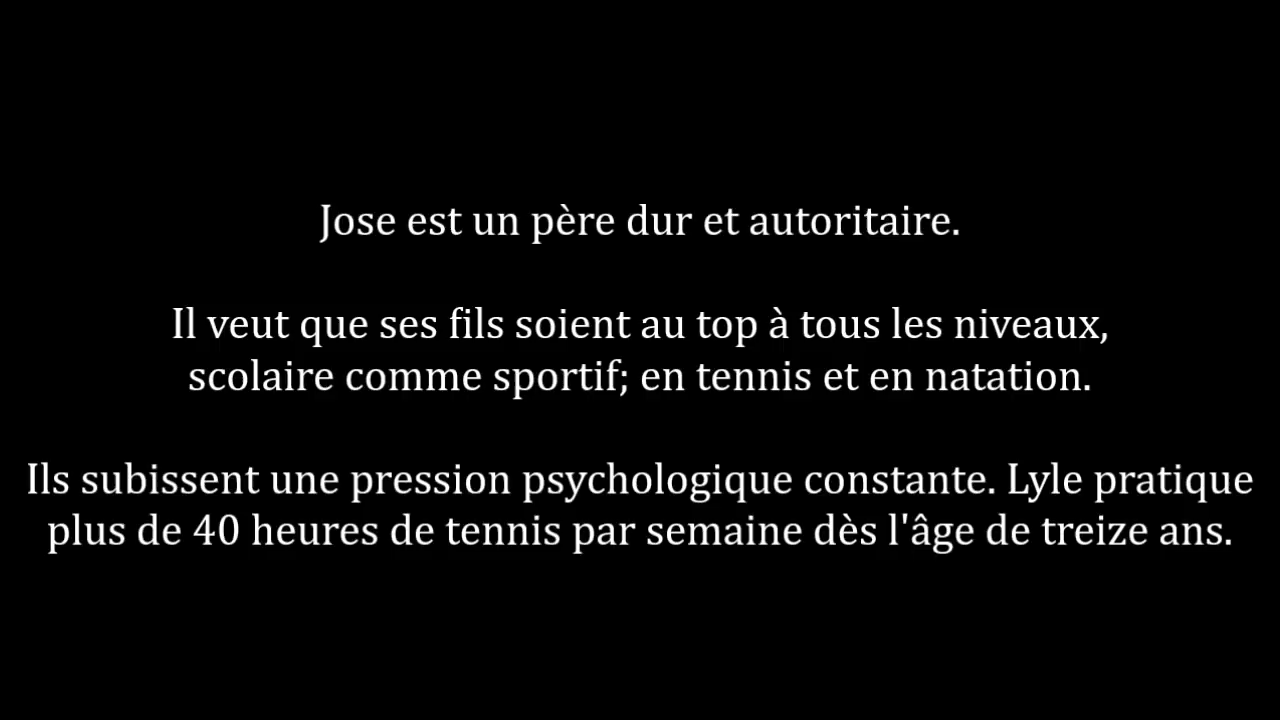 Jose est un père dur et autoritaire.
Il veut que ses fils soient au top à tous les niveaux,
scolaire comme sportif; en tennis et en natation.
Ils subissent une pression psychologique constante. Lyle pratique
plus de 40 heures de tennis par semaine dès l'âge de treize ans.